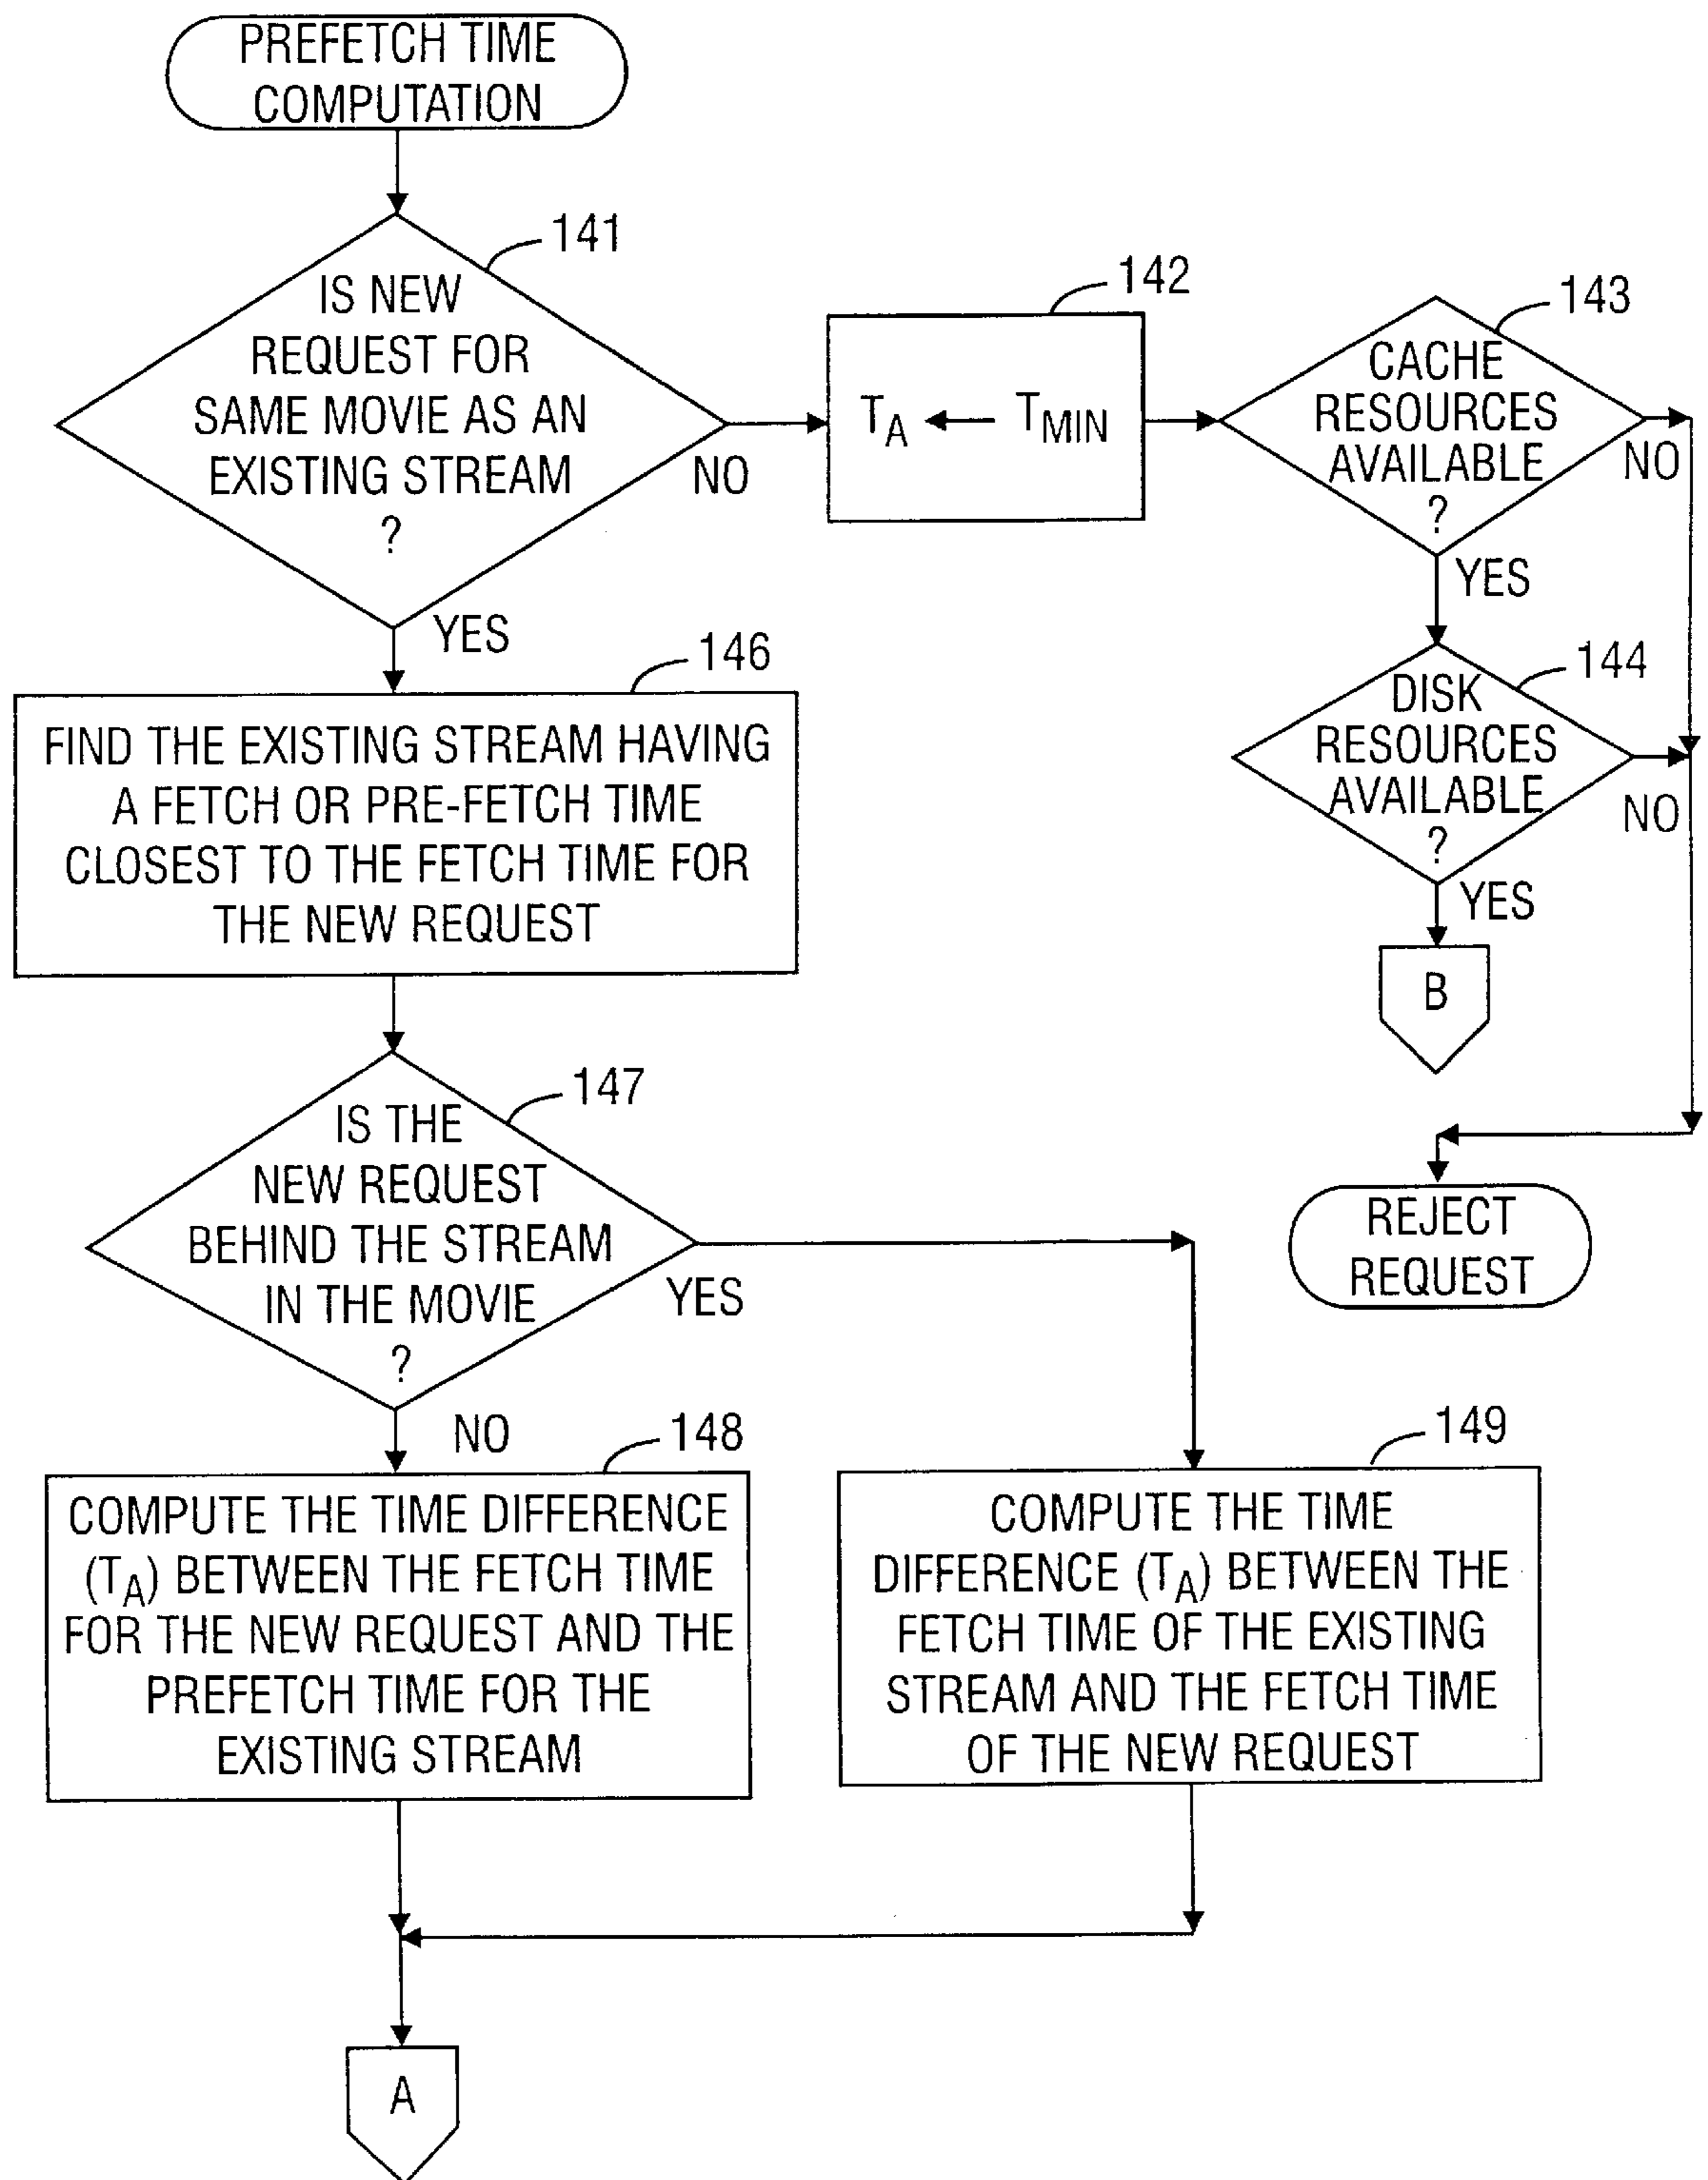 PREFETCH TIME
COMPUTATION
141
IS NEW
REQUEST FOR
SAME MOVIE AS AN
EXISTING STREAM
?
NO
YES
142
T_A ← T_MIN
143
CACHE
RESOURCES
AVAILABLE
?
NO
YES
144
DISK
RESOURCES
AVAILABLE
?
NO
YES
B
REJECT
REQUEST
146
FIND THE EXISTING STREAM HAVING
A FETCH OR PRE-FETCH TIME
CLOSEST TO THE FETCH TIME FOR
THE NEW REQUEST
147
IS THE
NEW REQUEST
BEHIND THE STREAM
IN THE MOVIE
?
YES
NO
148
COMPUTE THE TIME DIFFERENCE
(T_A) BETWEEN THE FETCH TIME
FOR THE NEW REQUEST AND THE
PREFETCH TIME FOR THE
EXISTING STREAM
149
COMPUTE THE TIME
DIFFERENCE (T_A) BETWEEN THE
FETCH TIME OF THE EXISTING
STREAM AND THE FETCH TIME
OF THE NEW REQUEST
A